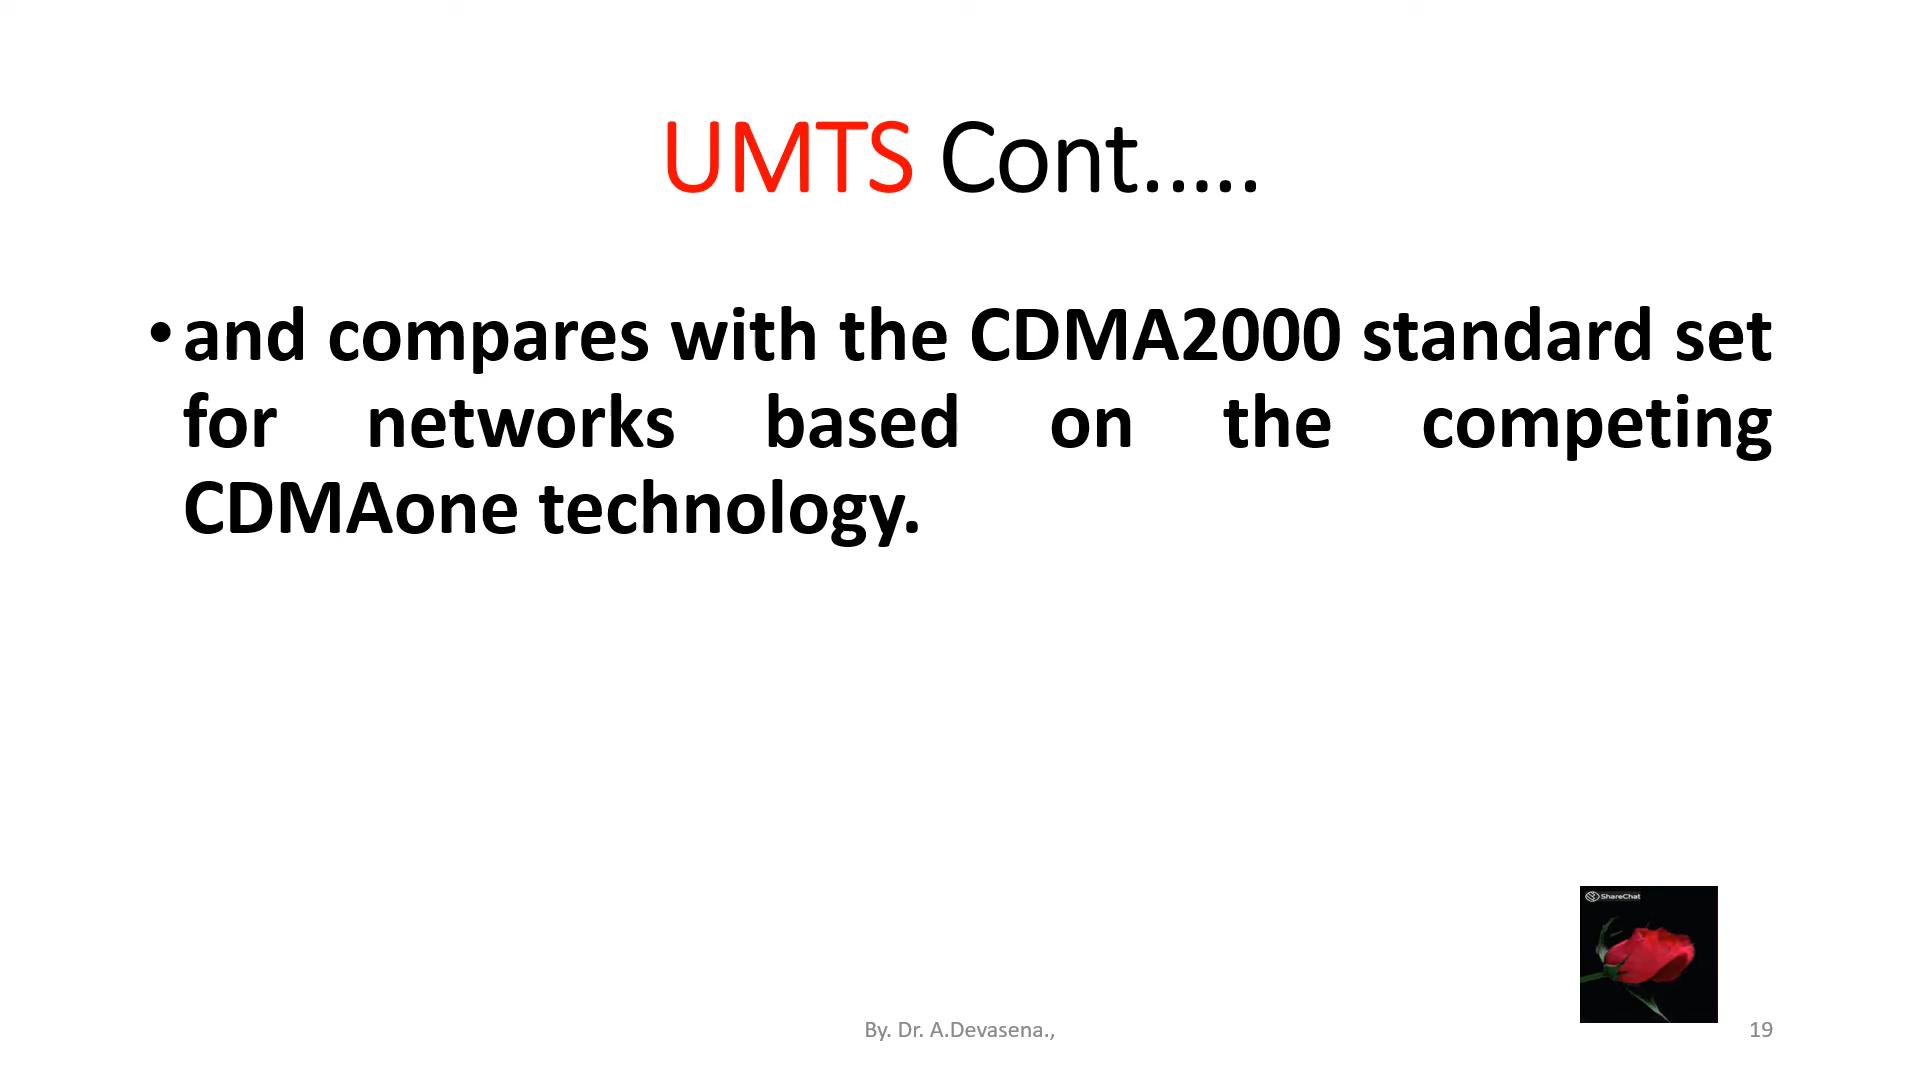 UMTS Cont.....
• and compares with the CDMA2000 standard set
for networks based on the competing
CDMAone technology.
ShareChat
By. Dr. A.Devasena.,
19